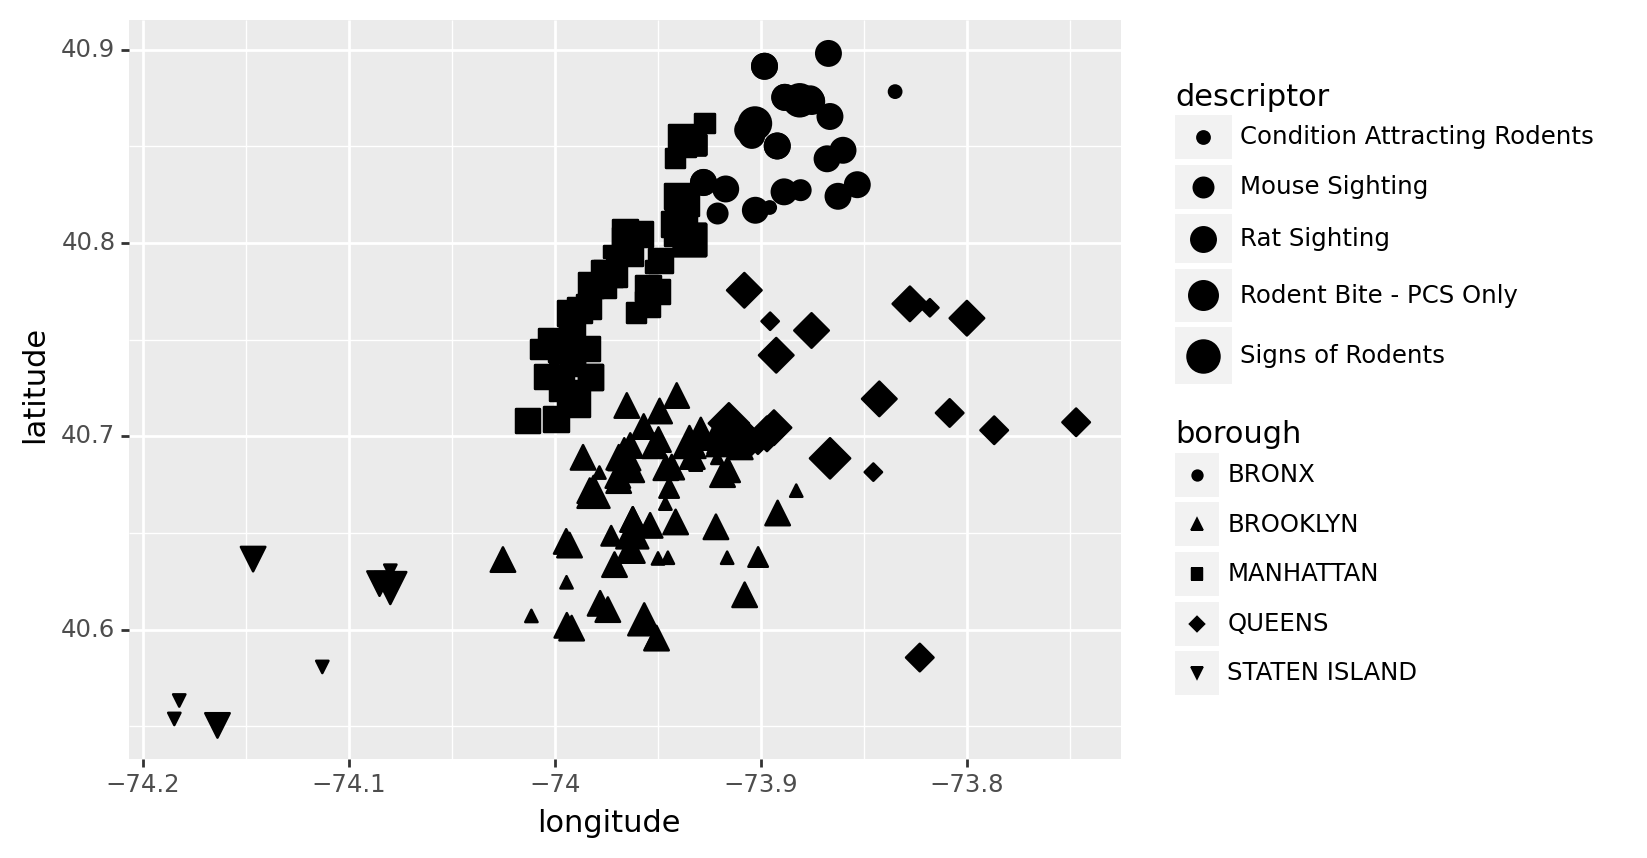 40.9
40.8
40.7
40.6
latitude
−74.2
−74.1
−74
−73.9
−73.8
longitude
descriptor
Condition Attracting Rodents
Mouse Sighting
Rat Sighting
Rodent Bite - PCS Only
Signs of Rodents
borough
BRONX
BROOKLYN
MANHATTAN
QUEENS
STATEN ISLAND